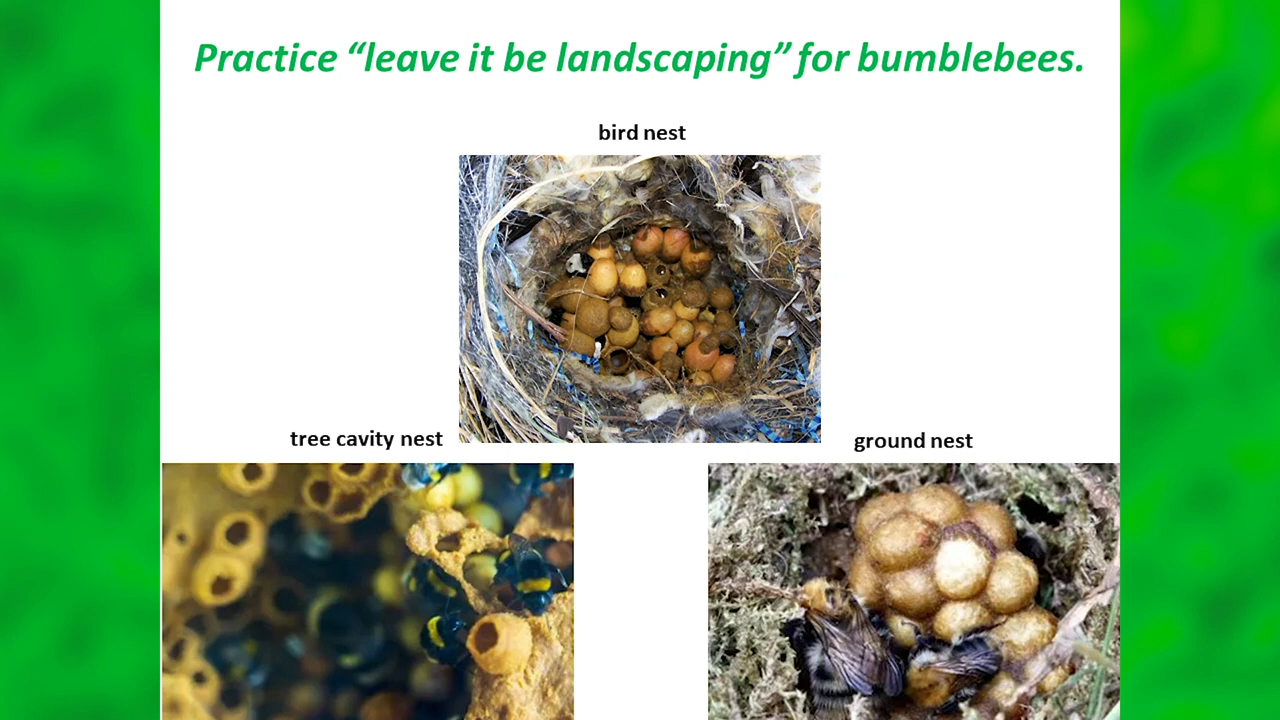 Practice “leave it be landscaping” for bumblebees.
bird nest
tree cavity nest
ground nest